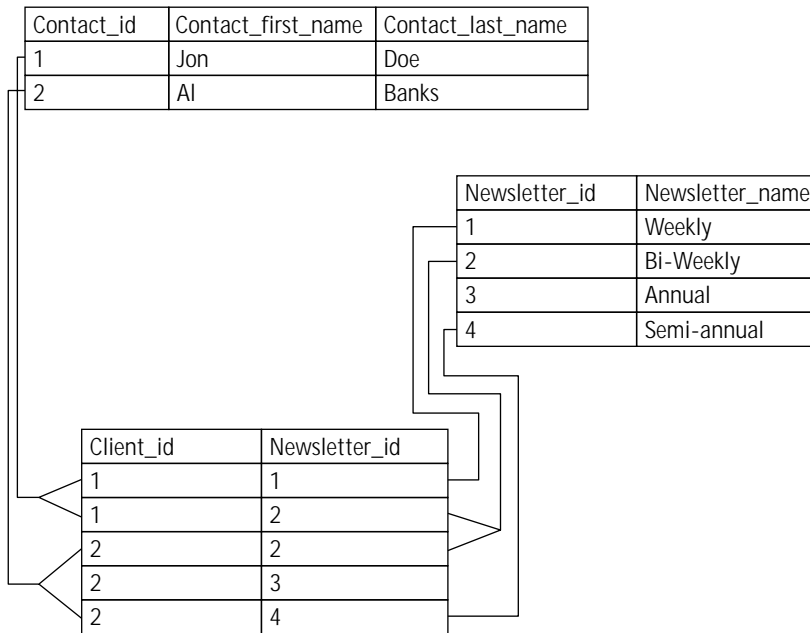 Contact_id Contact_first_name Contact_last_name
1 Jon Doe
2 Al Banks
Newsletter_id Newsletter_name
1 Weekly
2 Bi-Weekly
3 Annual
4 Semi-annual
Client_id Newsletter_id
1 1
1 2
2 2
2 3
2 4